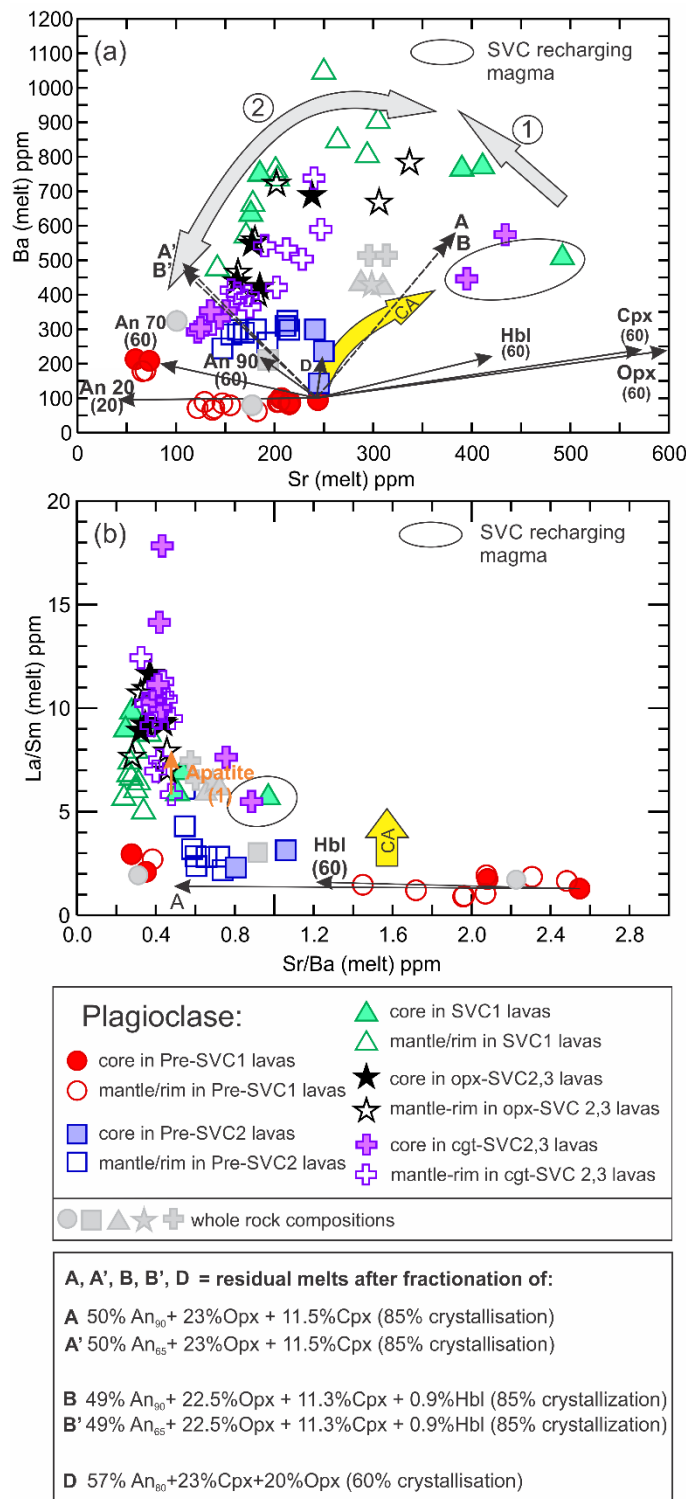 (a)
SVC recharging
magma
1
2
Ba (melt) ppm
1200
1100
1000
900
800
700
600
500
400
300
200
100
0
A
B
A'
B'
An 70
(60)
An 90
(60)
D
CA
Hbl
(60)
Cpx
(60)
Opx
(60)
An 20
(20)
0 100 200 300 400 500 600
Sr (melt) ppm
(b)
SVC recharging
magma
La/Sm (melt) ppm
20
15
10
5
0
Apatite
(1)
CA
Hbl
(60)
A
0.0 0.4 0.8 1.2 1.6 2.0 2.4 2.8
Sr/Ba (melt) ppm
Plagioclase:
core in Pre-SVC1 lavas
mantle/rim in Pre-SVC1 lavas
core in Pre-SVC2 lavas
mantle/rim in Pre-SVC2 lavas
core in SVC1 lavas
mantle/rim in SVC1 lavas
core in opx-SVC2,3 lavas
mantle-rim in opx-SVC 2,3 lavas
core in cgt-SVC2,3 lavas
mantle-rim in cgt-SVC 2,3 lavas
whole rock compositions
A, A', B, B', D = residual melts after fractionation of:
A 50% An90+ 23%Opx + 11.5%Cpx (85% crystallisation)
A' 50% An65+ 23%Opx + 11.5%Cpx (85% crystallisation)
B 49% An90+ 22.5%Opx + 11.3%Cpx + 0.9%Hbl (85% crystallization)
B' 49% An65+ 22.5%Opx + 11.3%Cpx + 0.9%Hbl (85% crystallization)
D 57% An80+23%Cpx+20%Opx (60% crystallisation)